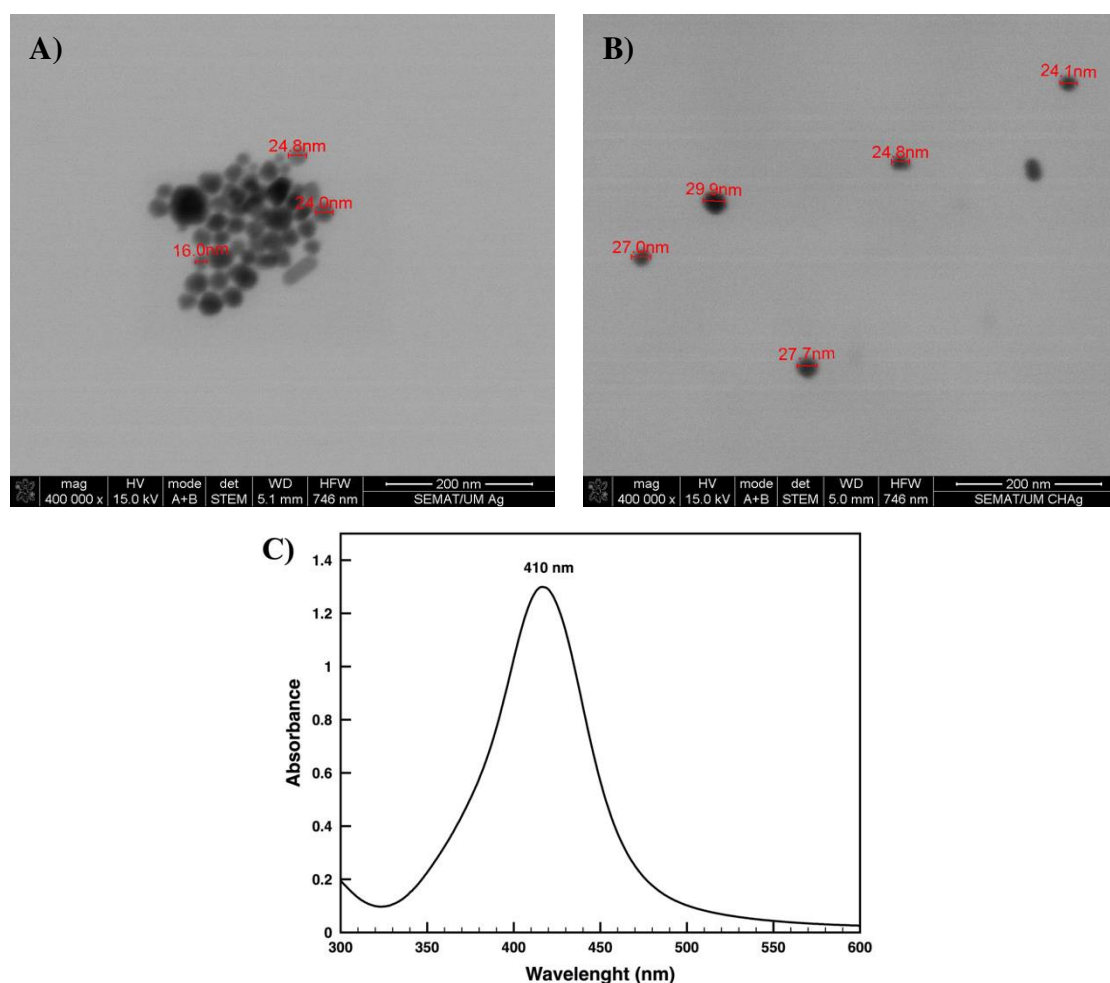 A)
24.8nm
24.0nm
16.0nm
mag HV mode det WD HFW 200 nm
400 000 x 15.0 kV A+B STEM 5.1 mm 746 nm SEMAT/UM Ag
B)
24.1nm
24.8nm
29.9nm
27.0nm
27.7nm
mag HV mode det WD HFW 200 nm
400 000 x 15.0 kV A+B STEM 5.0 mm 746 nm SEMAT/UM CHAg
C)
410 nm
1.4
1.2
1
0.8
0.6
0.4
0.2
0
Absorbance
300 350 400 450 500 550 600
Wavelenght (nm)